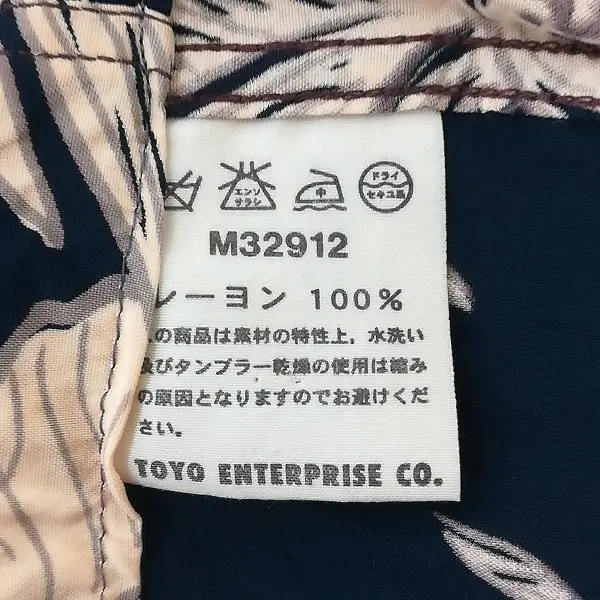 エンソ
サラシ
中
ドライ
セキユ系
M32912
レーヨン 100%
の商品は素材の特性上,水洗い
及びタンブラー乾燥の使用は縮み
の原因となりますのでお避けくだ
さい。
TOYO ENTERPRISE CO.